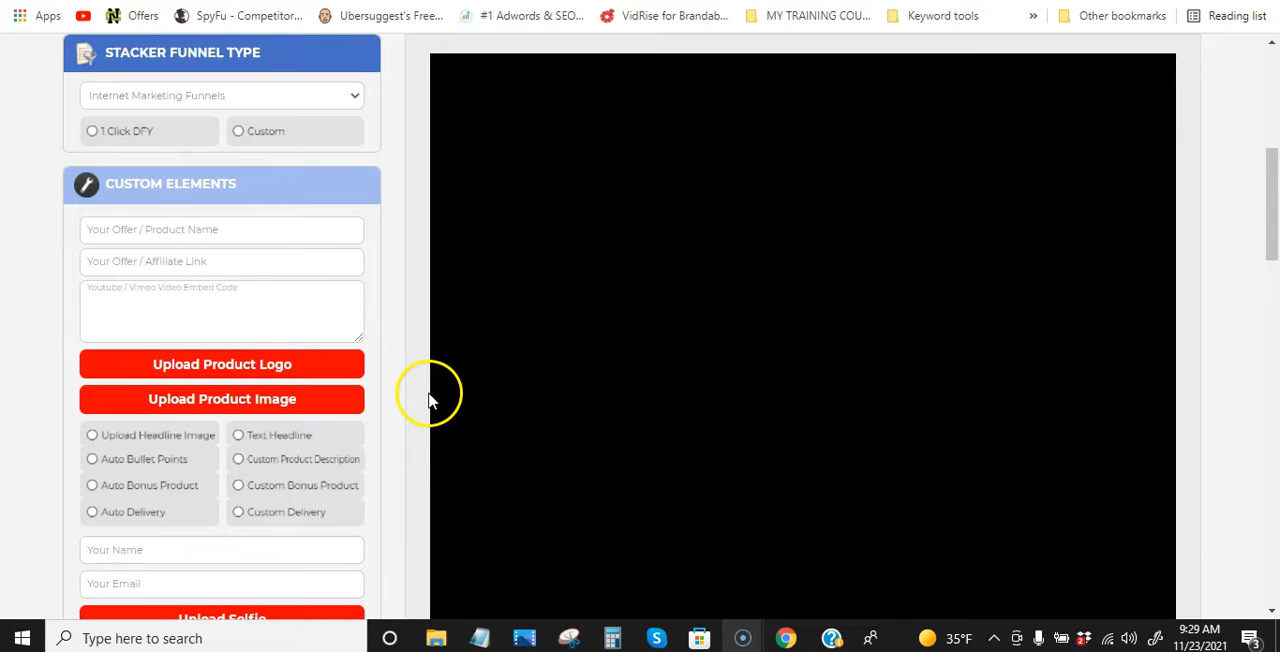 Apps Offers SpyFu - Competitor... Ubersuggest's Free... #1 Adwords & SEO... VidRise for Brandab... MY TRAINING COU... Keyword tools » Other bookmarks Reading list
STACKER FUNNEL TYPE
Internet Marketing Funnels
1 Click DFY Custom
CUSTOM ELEMENTS
Your Offer / Product Name
Your Offer / Affiliate Link
Youtube / Vimeo Video Embed Code
Upload Product Logo
Upload Product Image
Upload Headline Image Text Headline
Auto Bullet Points Custom Product Description
Auto Bonus Product Custom Bonus Product
Auto Delivery Custom Delivery
Your Name
Your Email
Upload Selfie
Type here to search 35°F 9:29 AM
11/23/2021 3